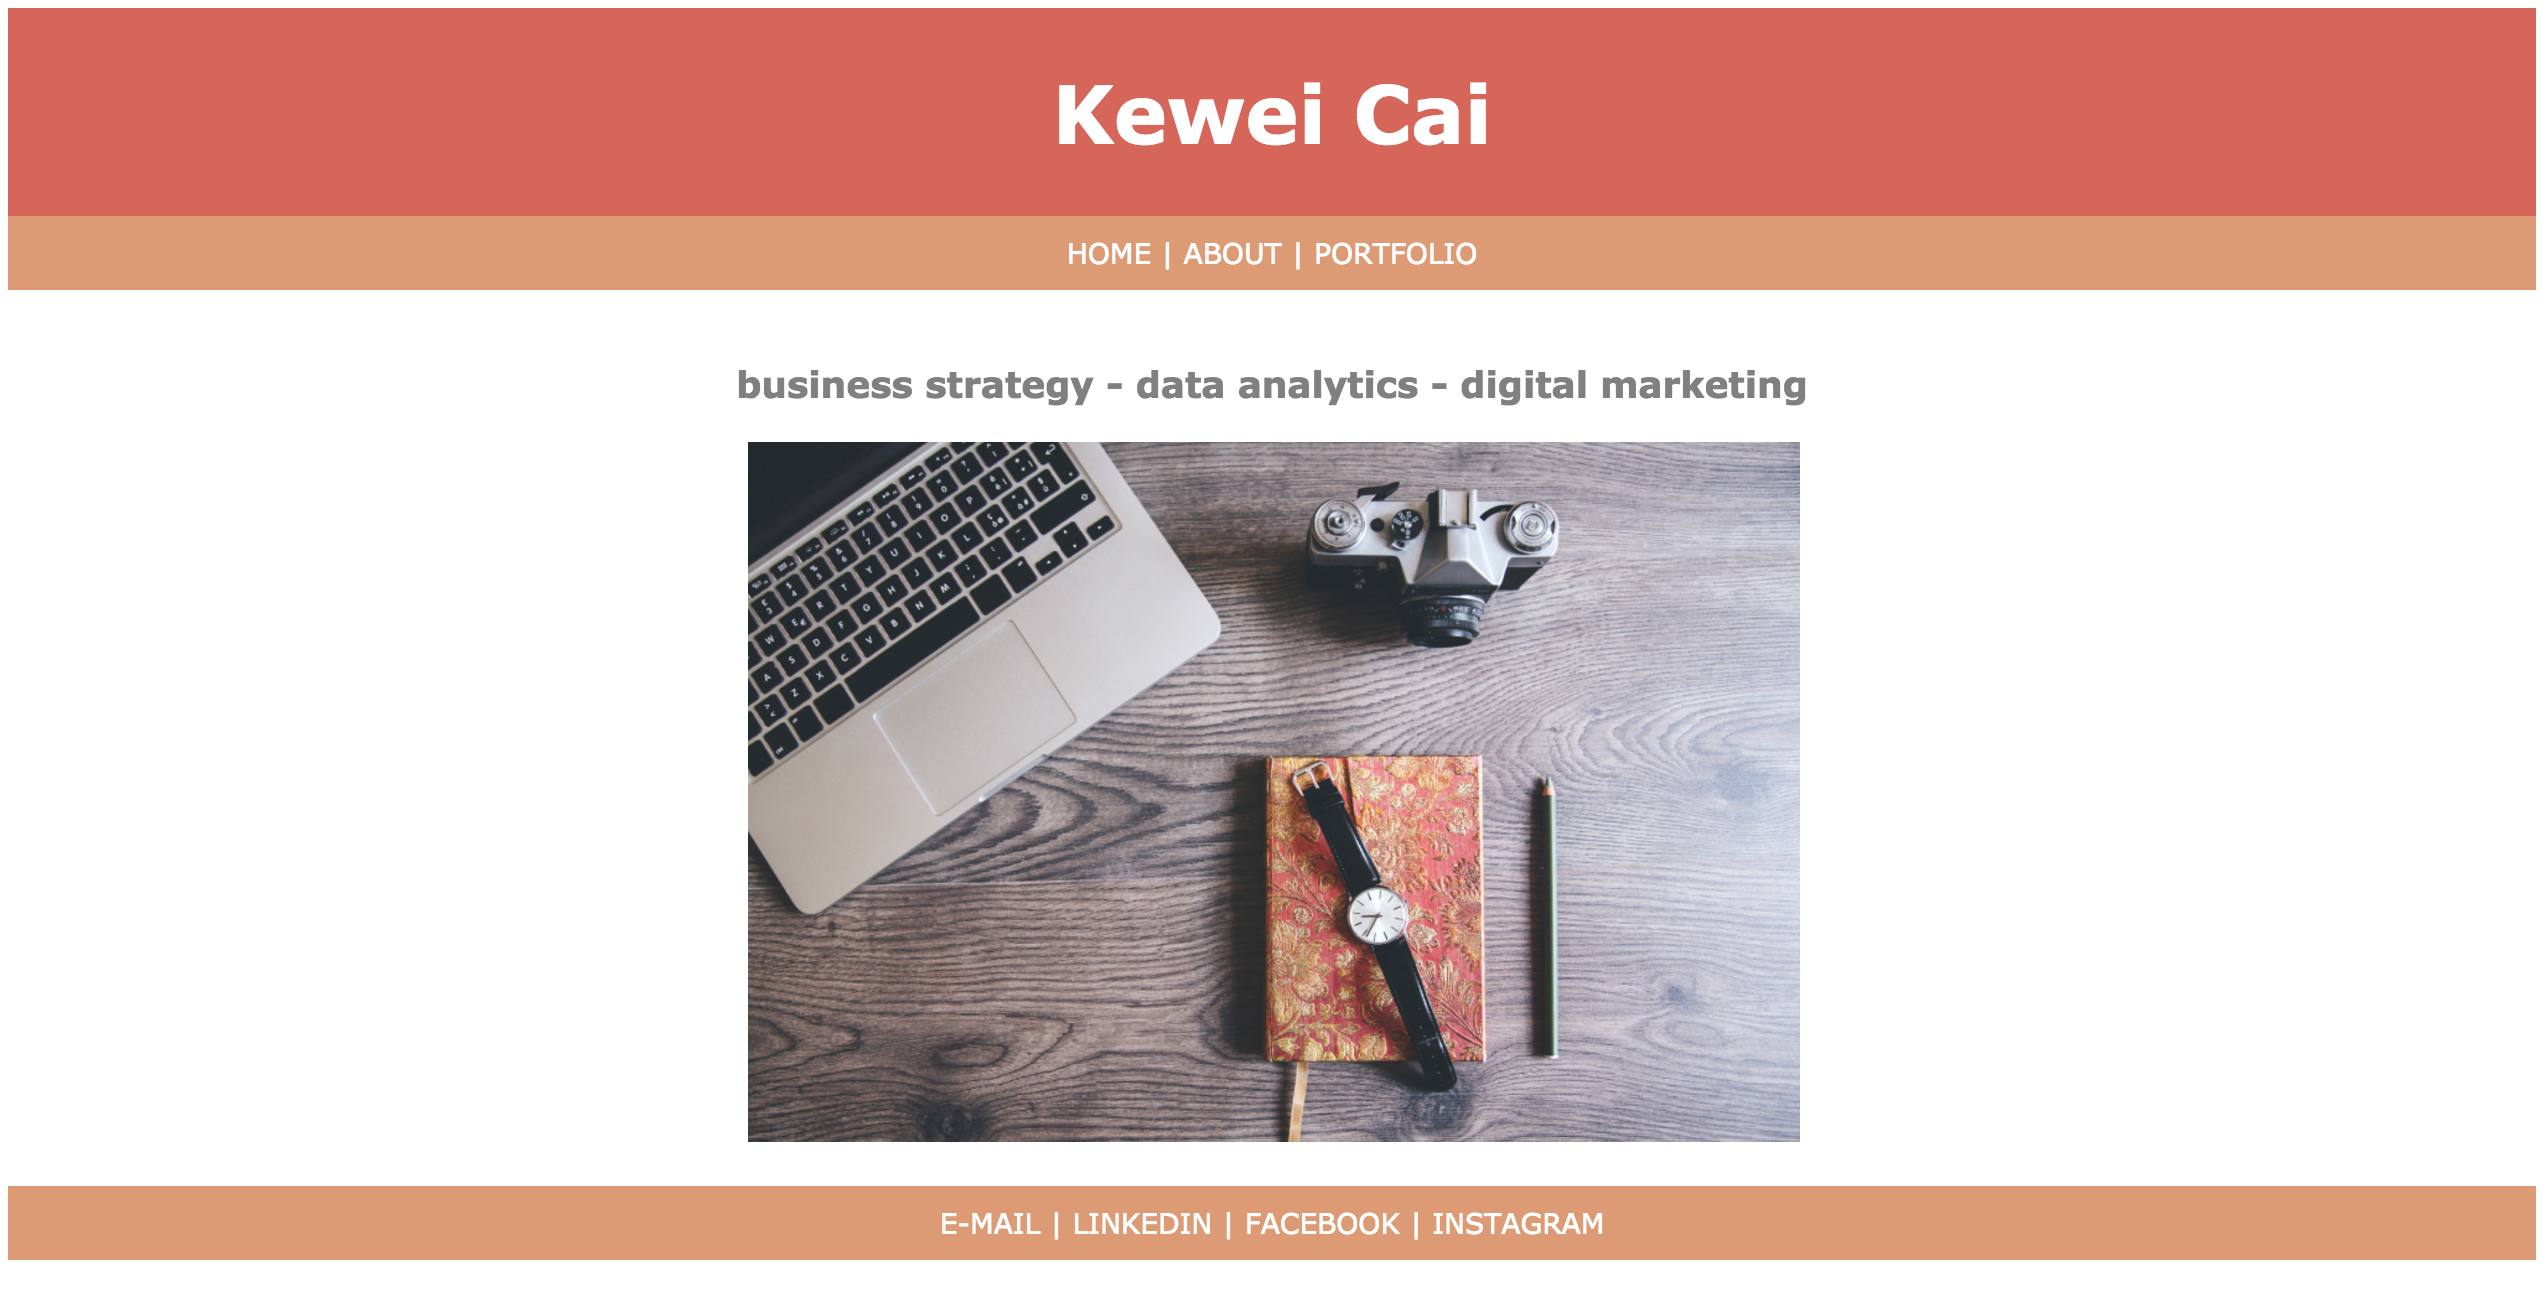 Kewei Cai
HOME | ABOUT | PORTFOLIO
business strategy - data analytics - digital marketing
E-MAIL | LINKEDIN | FACEBOOK | INSTAGRAM